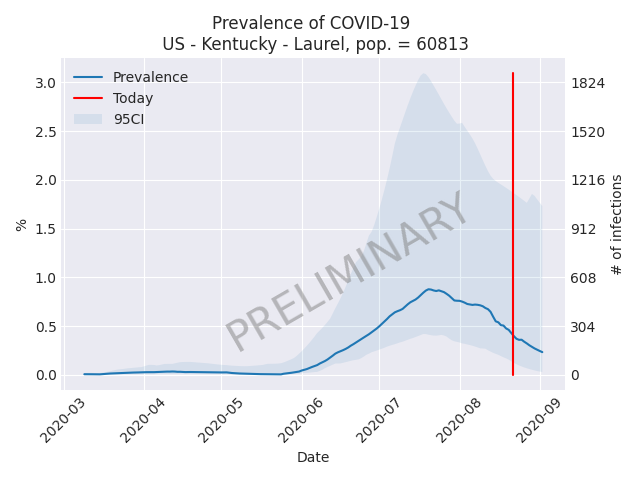 Prevalence of COVID-19
US - Kentucky - Laurel, pop. = 60813
Prevalence
Today
95CI
PRELIMINARY
%
3.0
2.5
2.0
1.5
1.0
0.5
0.0
1824
1520
1216
912
608
304
0
# of infections
2020-03
2020-04
2020-05
2020-06
2020-07
2020-08
2020-09
Date